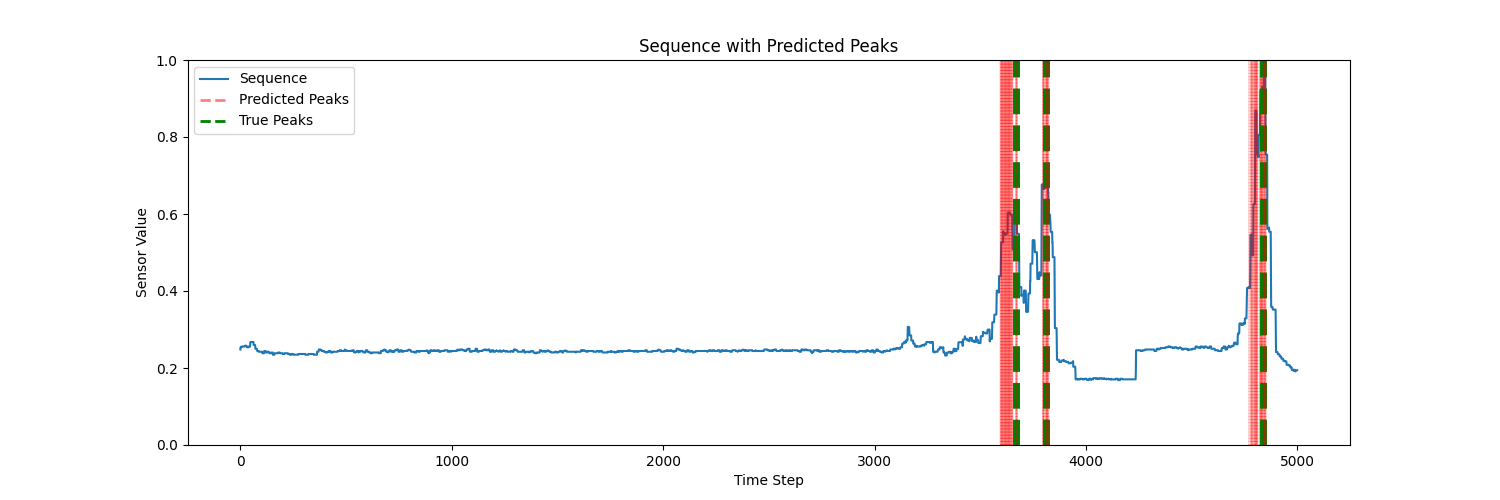 Sequence with Predicted Peaks
Sequence
Predicted Peaks
True Peaks
Sensor Value
1.0
0.8
0.6
0.4
0.2
0.0
0 1000 2000 3000 4000 5000
Time Step